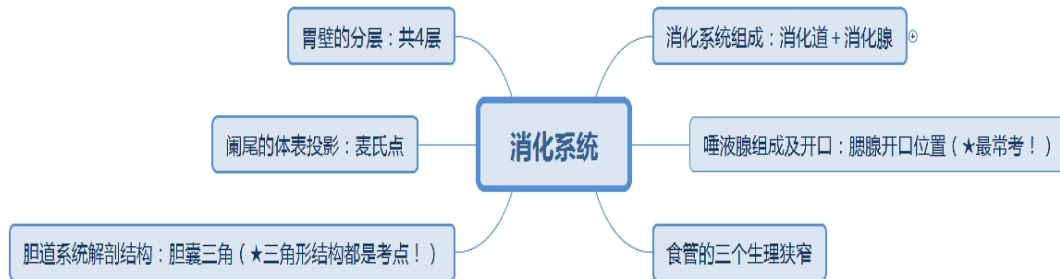 消化系统
消化系统组成：消化道+消化腺
唾液腺组成及开口：腮腺开口位置（★最常考！）
食管的三个生理狭窄
胃壁的分层：共4层
阑尾的体表投影：麦氏点
胆道系统解剖结构：胆囊三角（★三角形结构都是考点！）